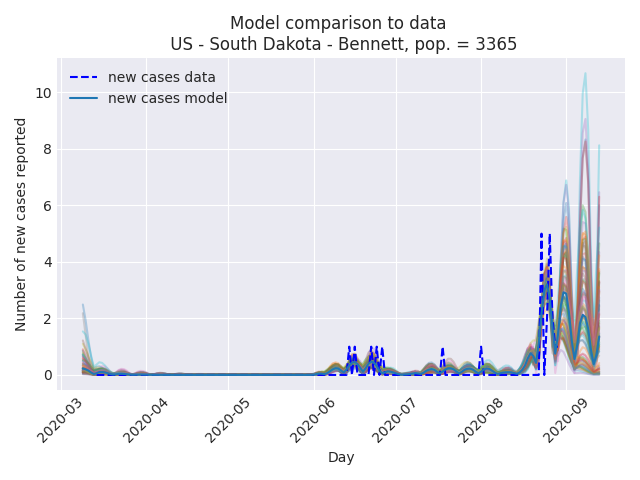 Model comparison to data
US - South Dakota - Bennett, pop. = 3365
new cases data
new cases model
Number of new cases reported
10
8
6
4
2
0
2020-03
2020-04
2020-05
2020-06
2020-07
2020-08
2020-09
Day